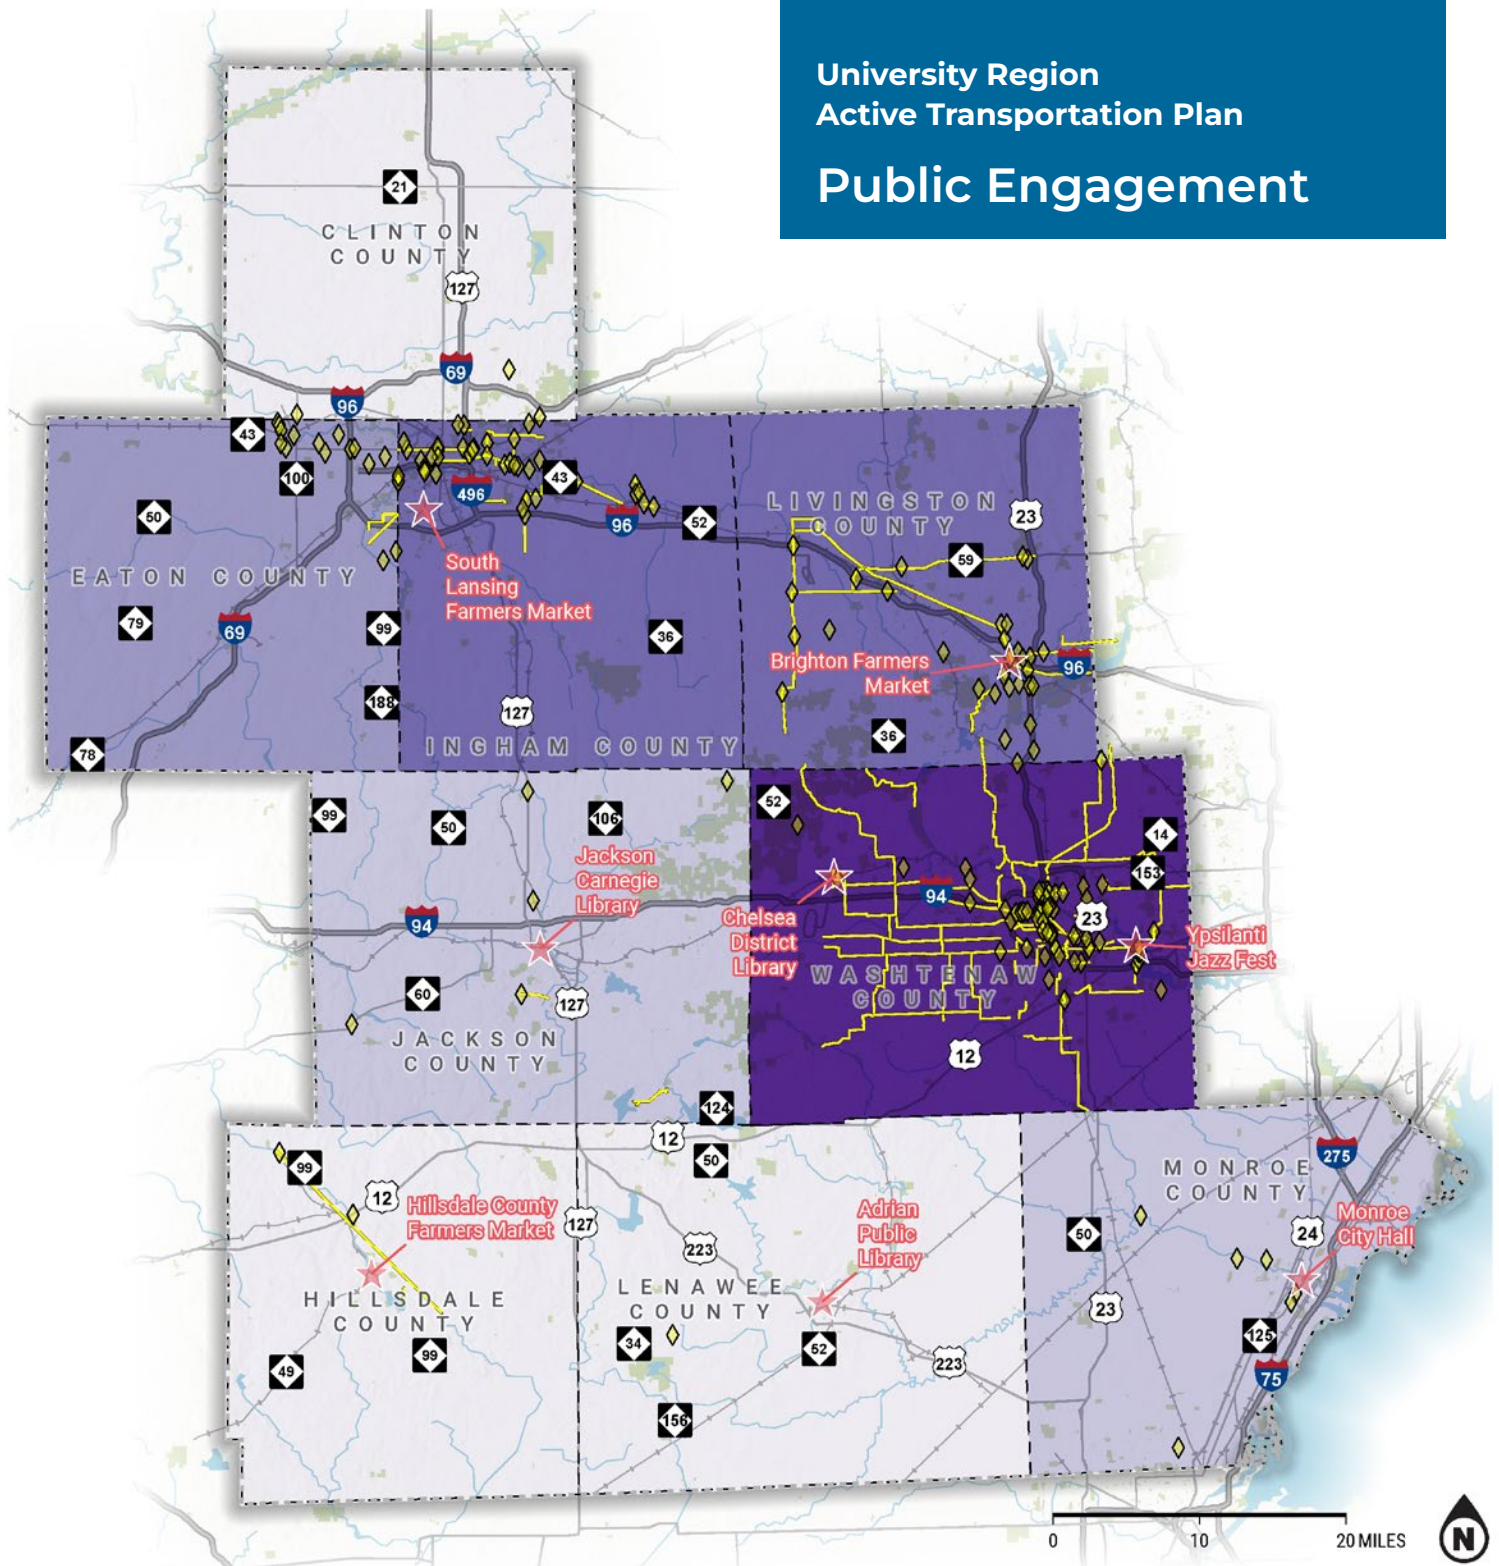 University Region
Active Transportation Plan
Public Engagement
21
CLINTON
COUNTY
127
69
96
43
100
50
496
43
96
52
LIVINGSTON
COUNTY
23
59
EATON COUNTY
South
Lansing
Farmers Market
79
69
99
36
Brighton Farmers
Market
96
188
127
36
78
INGHAM COUNTY
99
50
106
52
14
153
Jackson
Carnegie
Library
94
94
Chelsea
District
Library
23
Ypsilanti
Jazz Fest
WASHTENAW
COUNTY
60
127
JACKSON
COUNTY
12
124
12
50
99
12
Hillsdale County
Farmers Market
127
223
Adrian
Public
Library
MONROE
COUNTY
275
50
24
Monroe
City Hall
HILLSDALE
COUNTY
LENAWEE
COUNTY
23
34
52
223
125
49
99
75
156
0
10
20 MILES
N